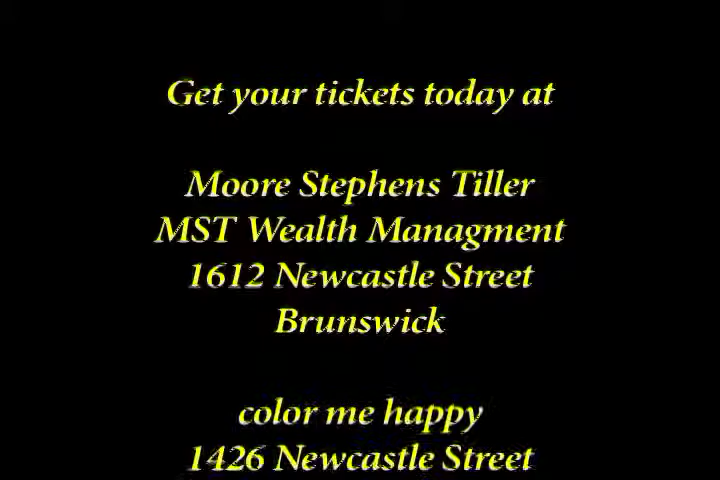 Get your tickets today at
Moore Stephens Tiller
MST Wealth Managment
1612 Newcastle Street
Brunswick
color me happy
1426 Newcastle Street